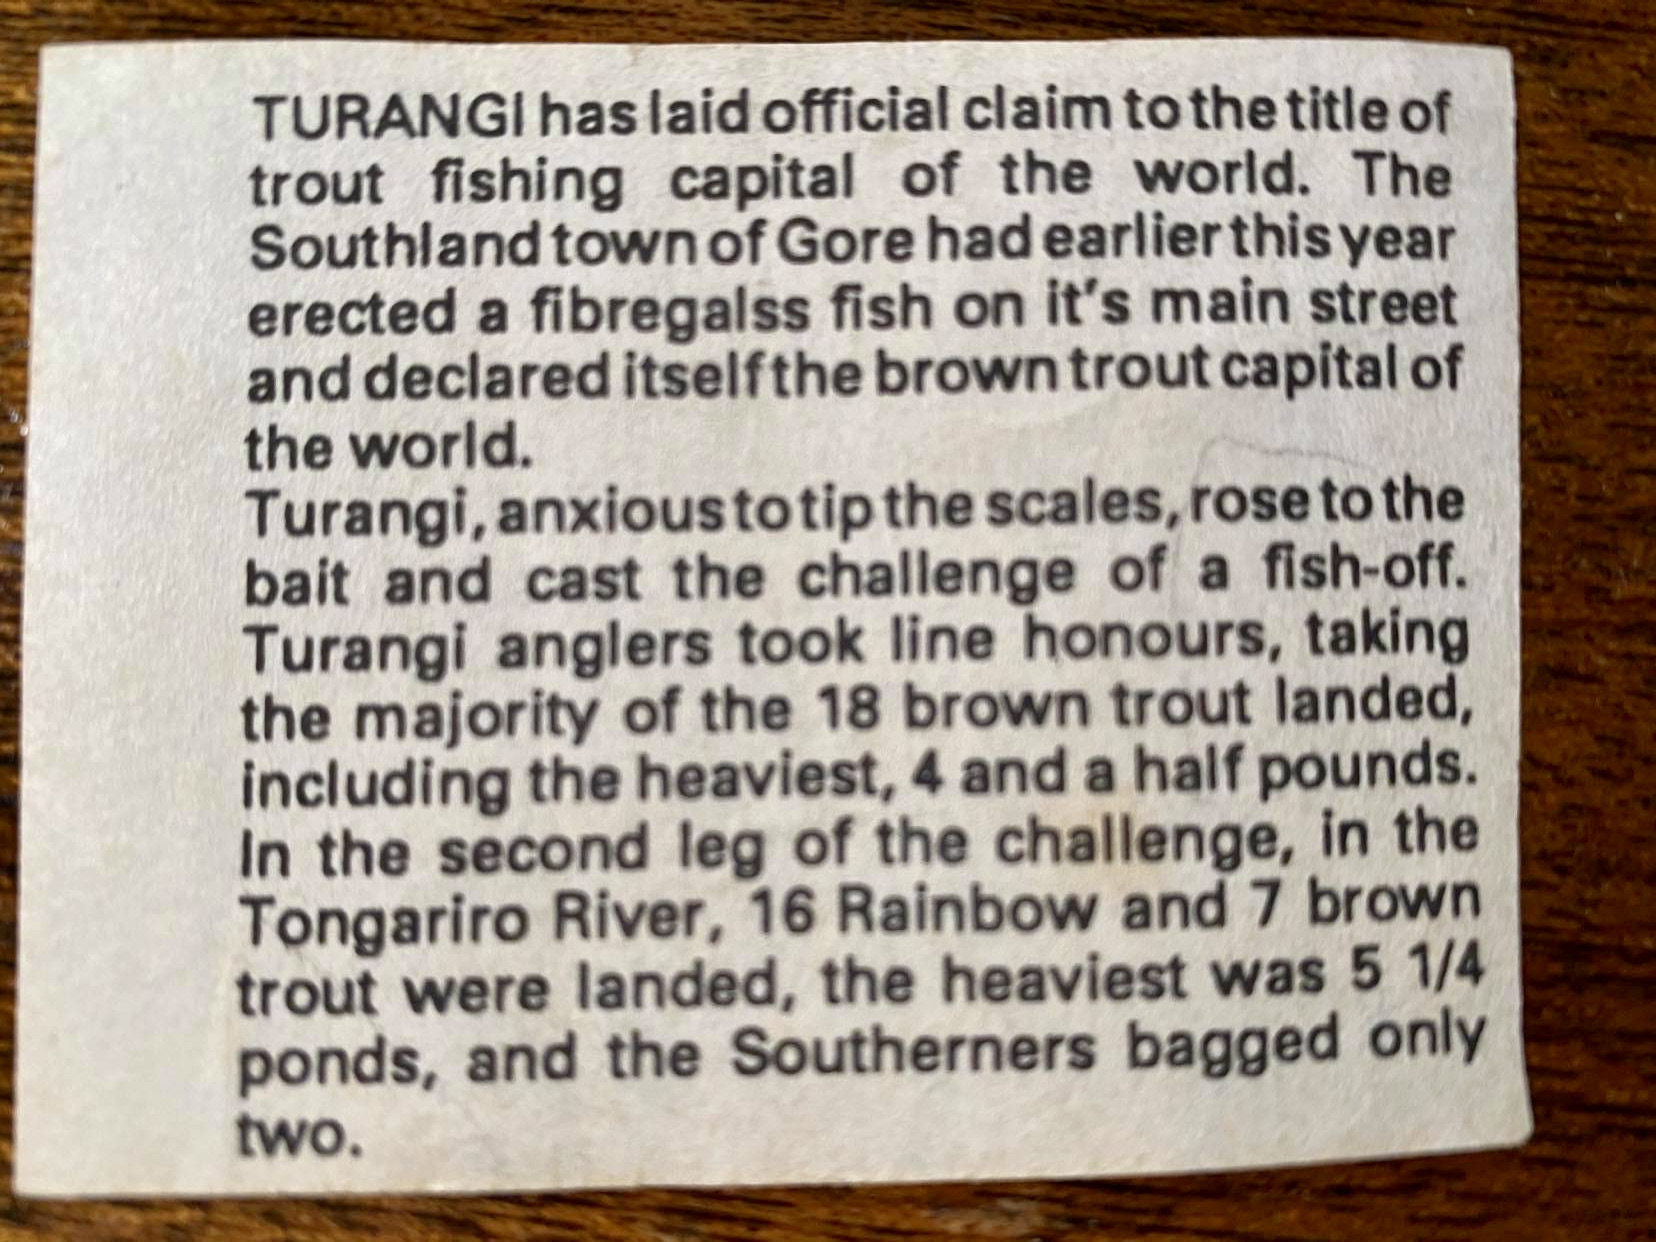 TURANGI has laid official claim to the title of
trout fishing capital of the world. The
Southland town of Gore had earlier this year
erected a fibregalss fish on it's main street
and declared itself the brown trout capital of
the world.
Turangi, anxious to tip the scales, rose to the
bait and cast the challenge of a fish-off.
Turangi anglers took line honours, taking
the majority of the 18 brown trout landed,
including the heaviest, 4 and a half pounds.
In the second leg of the challenge, in the
Tongariro River, 16 Rainbow and 7 brown
trout were landed, the heaviest was 5 1/4
ponds, and the Southerners bagged only
two.